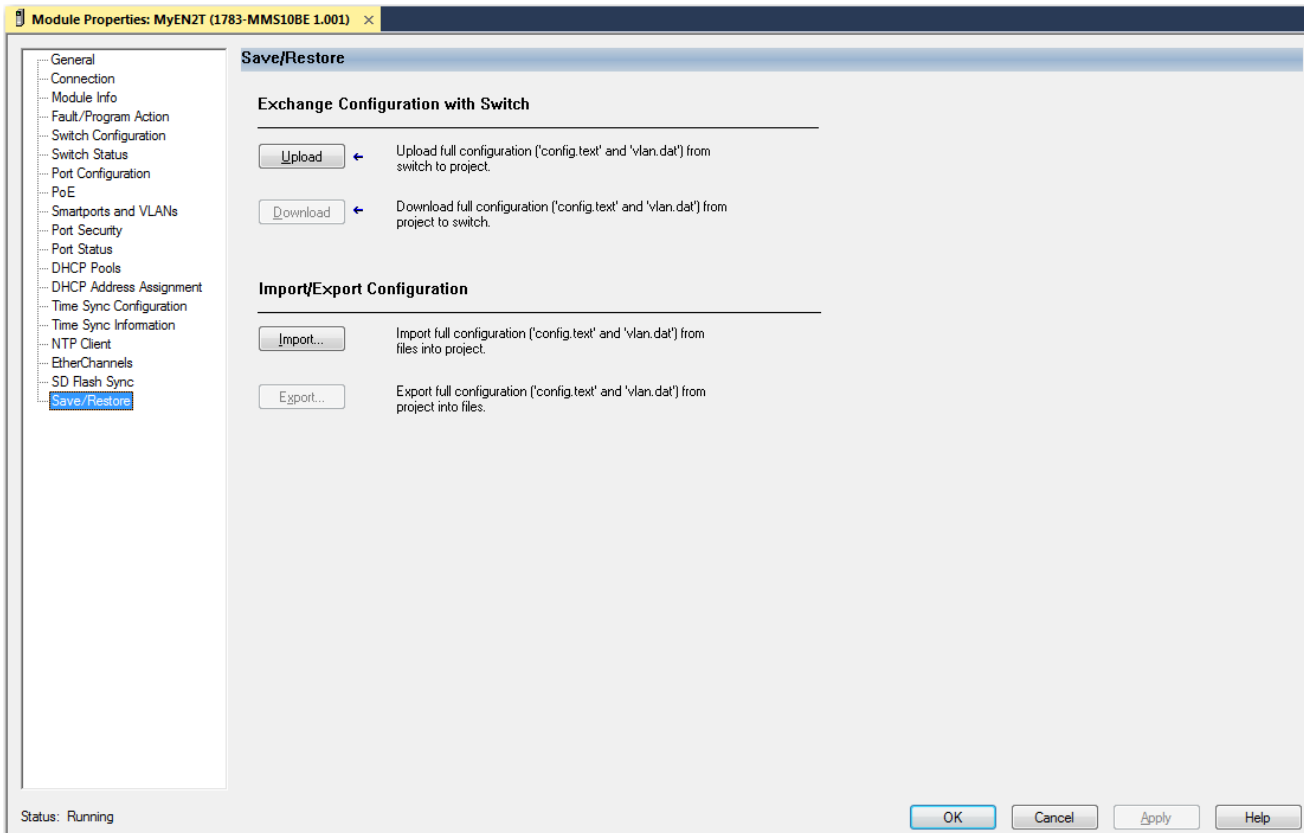 Module Properties: MyEN2T (1783-MMS10BE 1.001) ×
General
Connection
Module Info
Fault/Program Action
Switch Configuration
Switch Status
Port Configuration
PoE
Smartports and VLANs
Port Security
Port Status
DHCP Pools
DHCP Address Assignment
Time Sync Configuration
Time Sync Information
NTP Client
EtherChannels
SD Flash Sync
Save/Restore
Save/Restore
Exchange Configuration with Switch
Upload
Upload full configuration ('config.text' and 'vlan.dat') from
switch to project.
Download
Download full configuration ('config.text' and 'vlan.dat') from
project to switch.
Import/Export Configuration
Import...
Import full configuration ('config.text' and 'vlan.dat') from
files into project.
Export...
Export full configuration ('config.text' and 'vlan.dat') from
project into files.
Status: Running
OK
Cancel
Apply
Help